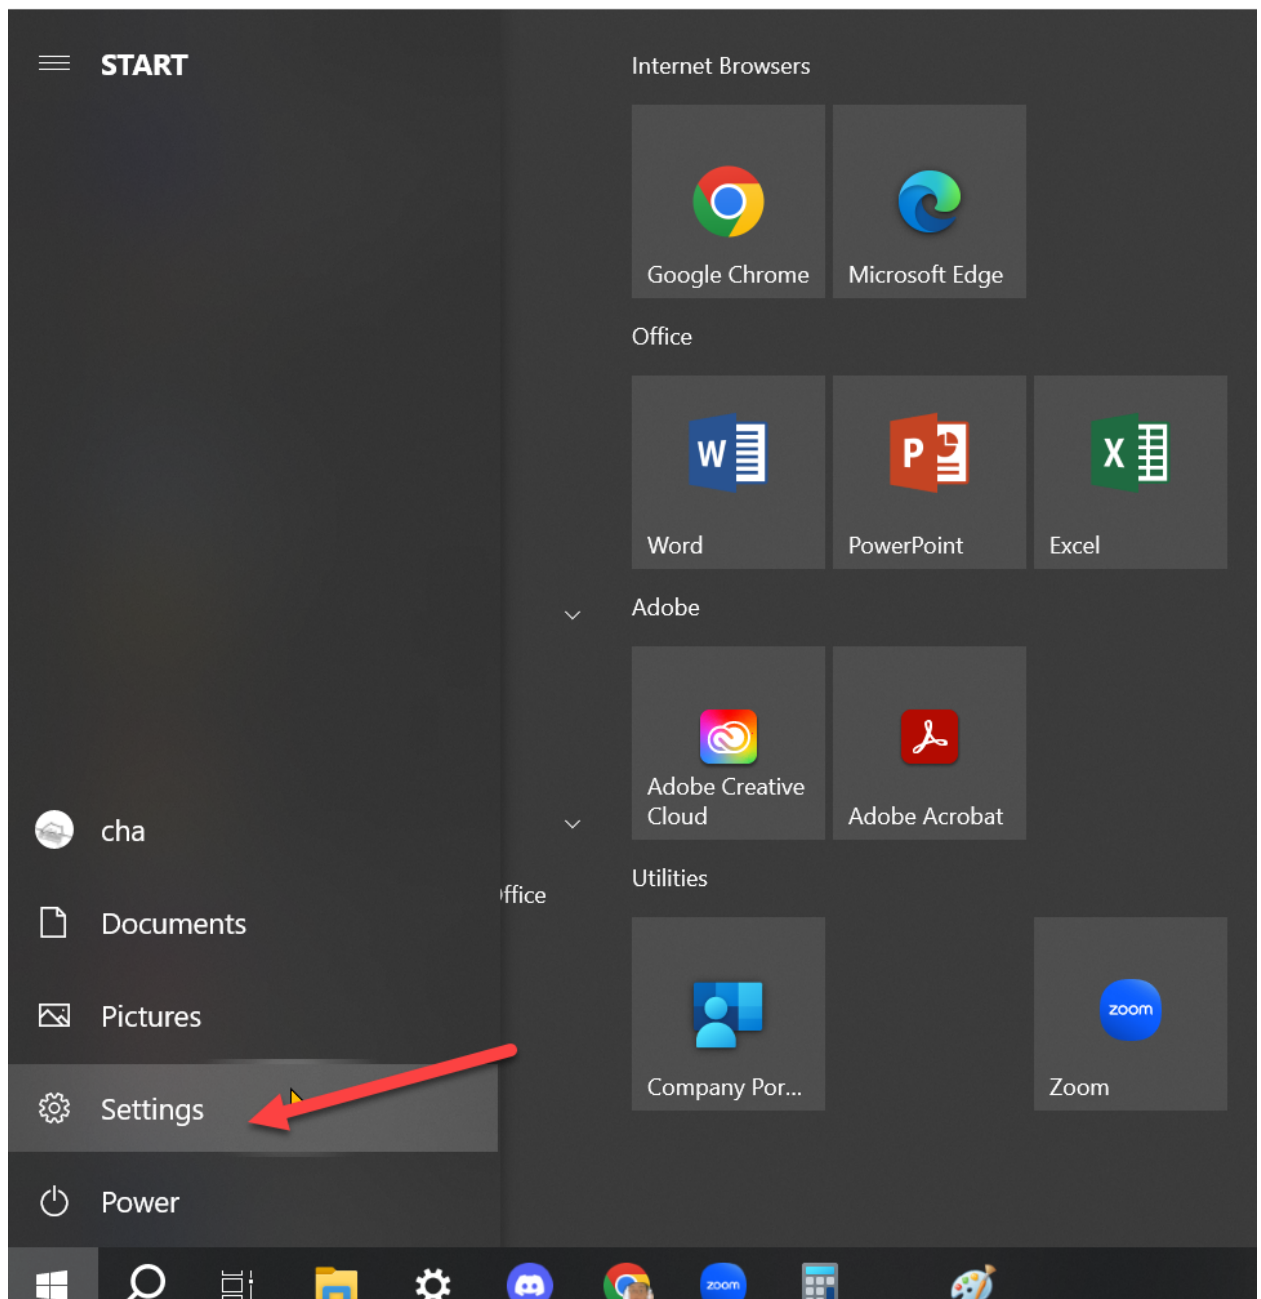 START
cha
Documents
Pictures
Settings
Power
ffice
Internet Browsers
Google Chrome
Microsoft Edge
Office
W
P
X
Word
PowerPoint
Excel
Adobe
Adobe Creative
Cloud
Adobe Acrobat
Utilities
Company Por...
zoom
Zoom
zoom